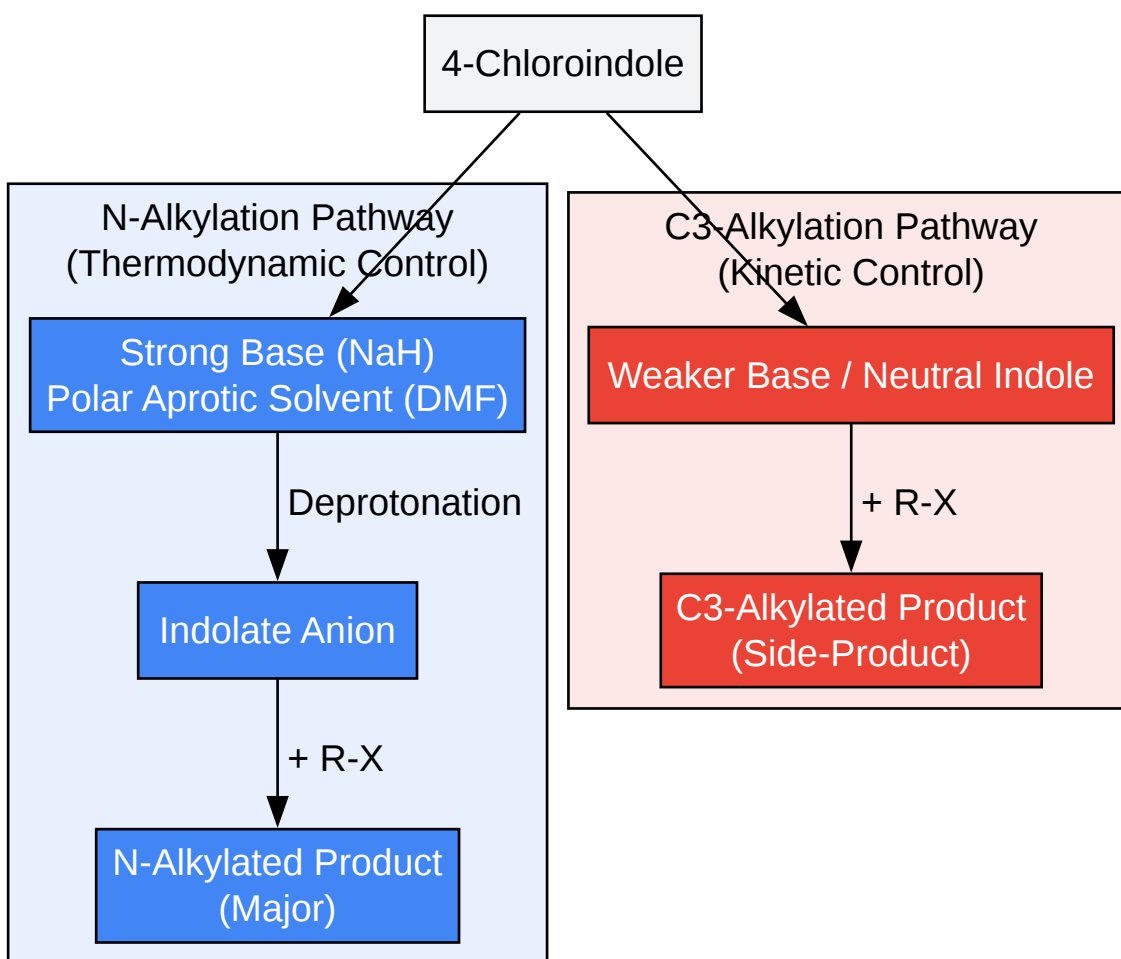 4-Chloroindole
N-Alkylation Pathway
(Thermodynamic Control)
Strong Base (NaH)
Polar Aprotic Solvent (DMF)
Deprotonation
Indolate Anion
+ R-X
N-Alkylated Product
(Major)
C3-Alkylation Pathway
(Kinetic Control)
Weaker Base / Neutral Indole
+ R-X
C3-Alkylated Product
(Side-Product)